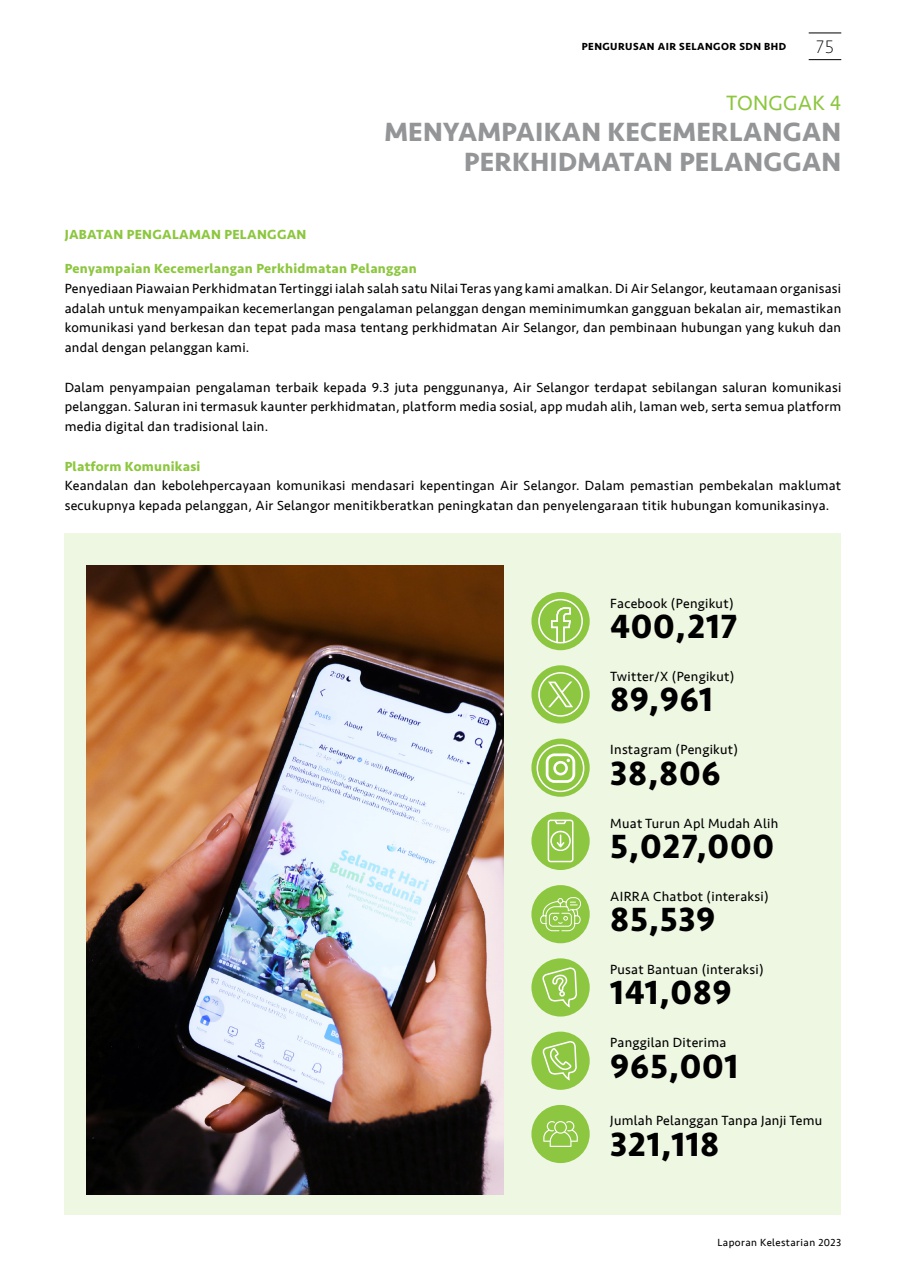 PENGURUSAN AIR SELANGOR SDN BHD 75
TONGGAK 4
MENYAMPAIKAN KECEMERLANGAN
PERKHIDMATAN PELANGGAN
JABATAN PENGALAMAN PELANGGAN
Penyampaian Kecemerlangan Perkhidmatan Pelanggan
Penyediaan Piawaian Perkhidmatan Tertinggi ialah salah satu Nilai Teras yang kami amalkan. Di Air Selangor, keutamaan organisasi
adalah untuk menyampaikan kecemerlangan pengalaman pelanggan dengan meminimumkan gangguan bekalan air, memastikan
komunikasi yand berkesan dan tepat pada masa tentang perkhidmatan Air Selangor, dan pembinaan hubungan yang kukuh dan
andal dengan pelanggan kami.
Dalam penyampaian pengalaman terbaik kepada 9.3 juta penggunanya, Air Selangor terdapat sebilangan saluran komunikasi
pelanggan. Saluran ini termasuk kaunter perkhidmatan, platform media sosial, app mudah alih, laman web, serta semua platform
media digital dan tradisional lain.
Platform Komunikasi
Keandalan dan kebolehpercayaan komunikasi mendasari kepentingan Air Selangor. Dalam pemastian pembekalan maklumat
secukupnya kepada pelanggan, Air Selangor menitikberatkan peningkatan dan penyelengaraan titik hubungan komunikasinya.
2:09
Air Selangor
Posts About Videos Photos More
Air Selangor is with BoBoiBoy.
Bercama BoBoiBoy, gunakan kuasa anda untuk
melakukan perubahan dengan mengurangkan
penggunaan plastik dalam usaha menjadikan... See more
See Translation
Air Selangor
Selamat Hari
Bumi Sedunia
12 comments
Facebook (Pengikut)
400,217
Twitter/X (Pengikut)
89,961
Instagram (Pengikut)
38,806
Muat Turun Apl Mudah Alih
5,027,000
AIRRA Chatbot (interaksi)
85,539
Pusat Bantuan (interaksi)
141,089
Panggilan Diterima
965,001
Jumlah Pelanggan Tanpa Janji Temu
321,118
Laporan Kelestarian 2023